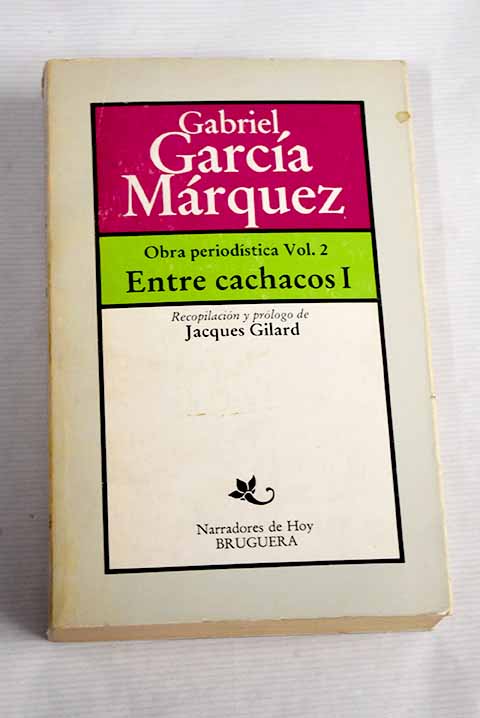 Gabriel
García
Márquez
Obra periodística Vol. 2
Entre cachacos I
Recopilación y prólogo de
Jacques Gilard
Narradores de Hoy
BRUGUERA